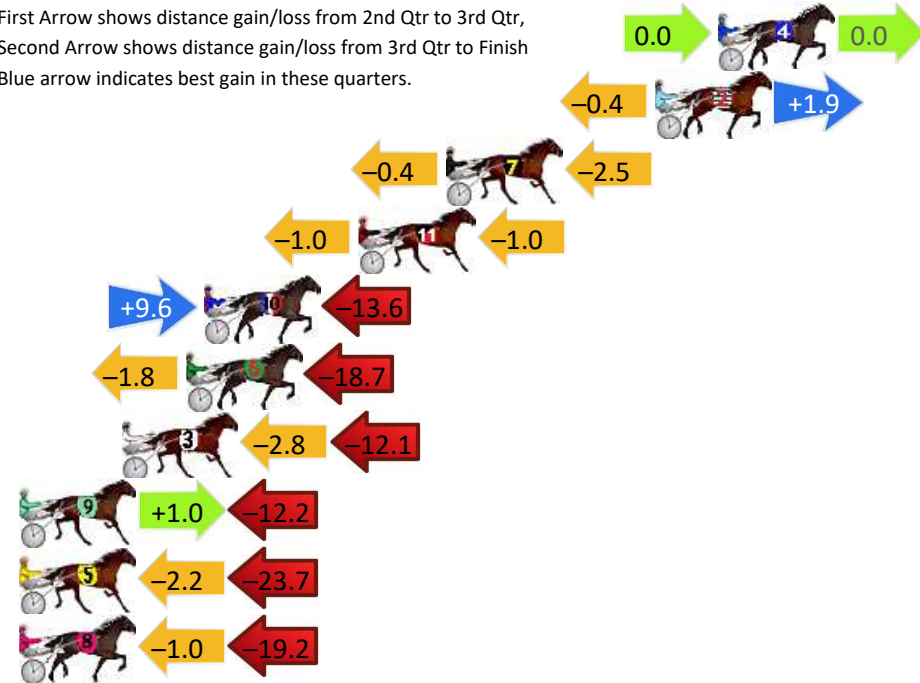 First Arrow shows distance gain/loss from 2nd Qtr to 3rd Qtr,
Second Arrow shows distance gain/loss from 3rd Qtr to Finish
Blue arrow indicates best gain in these quarters.
0.0 4 0.0
–0.4 +1.9
–0.4 7 –2.5
–1.0 11 –1.0
+9.6 10 –13.6
–1.8 –18.7
3 –2.8 –12.1
9 +1.0 –12.2
5 –2.2 –23.7
8 –1.0 –19.2